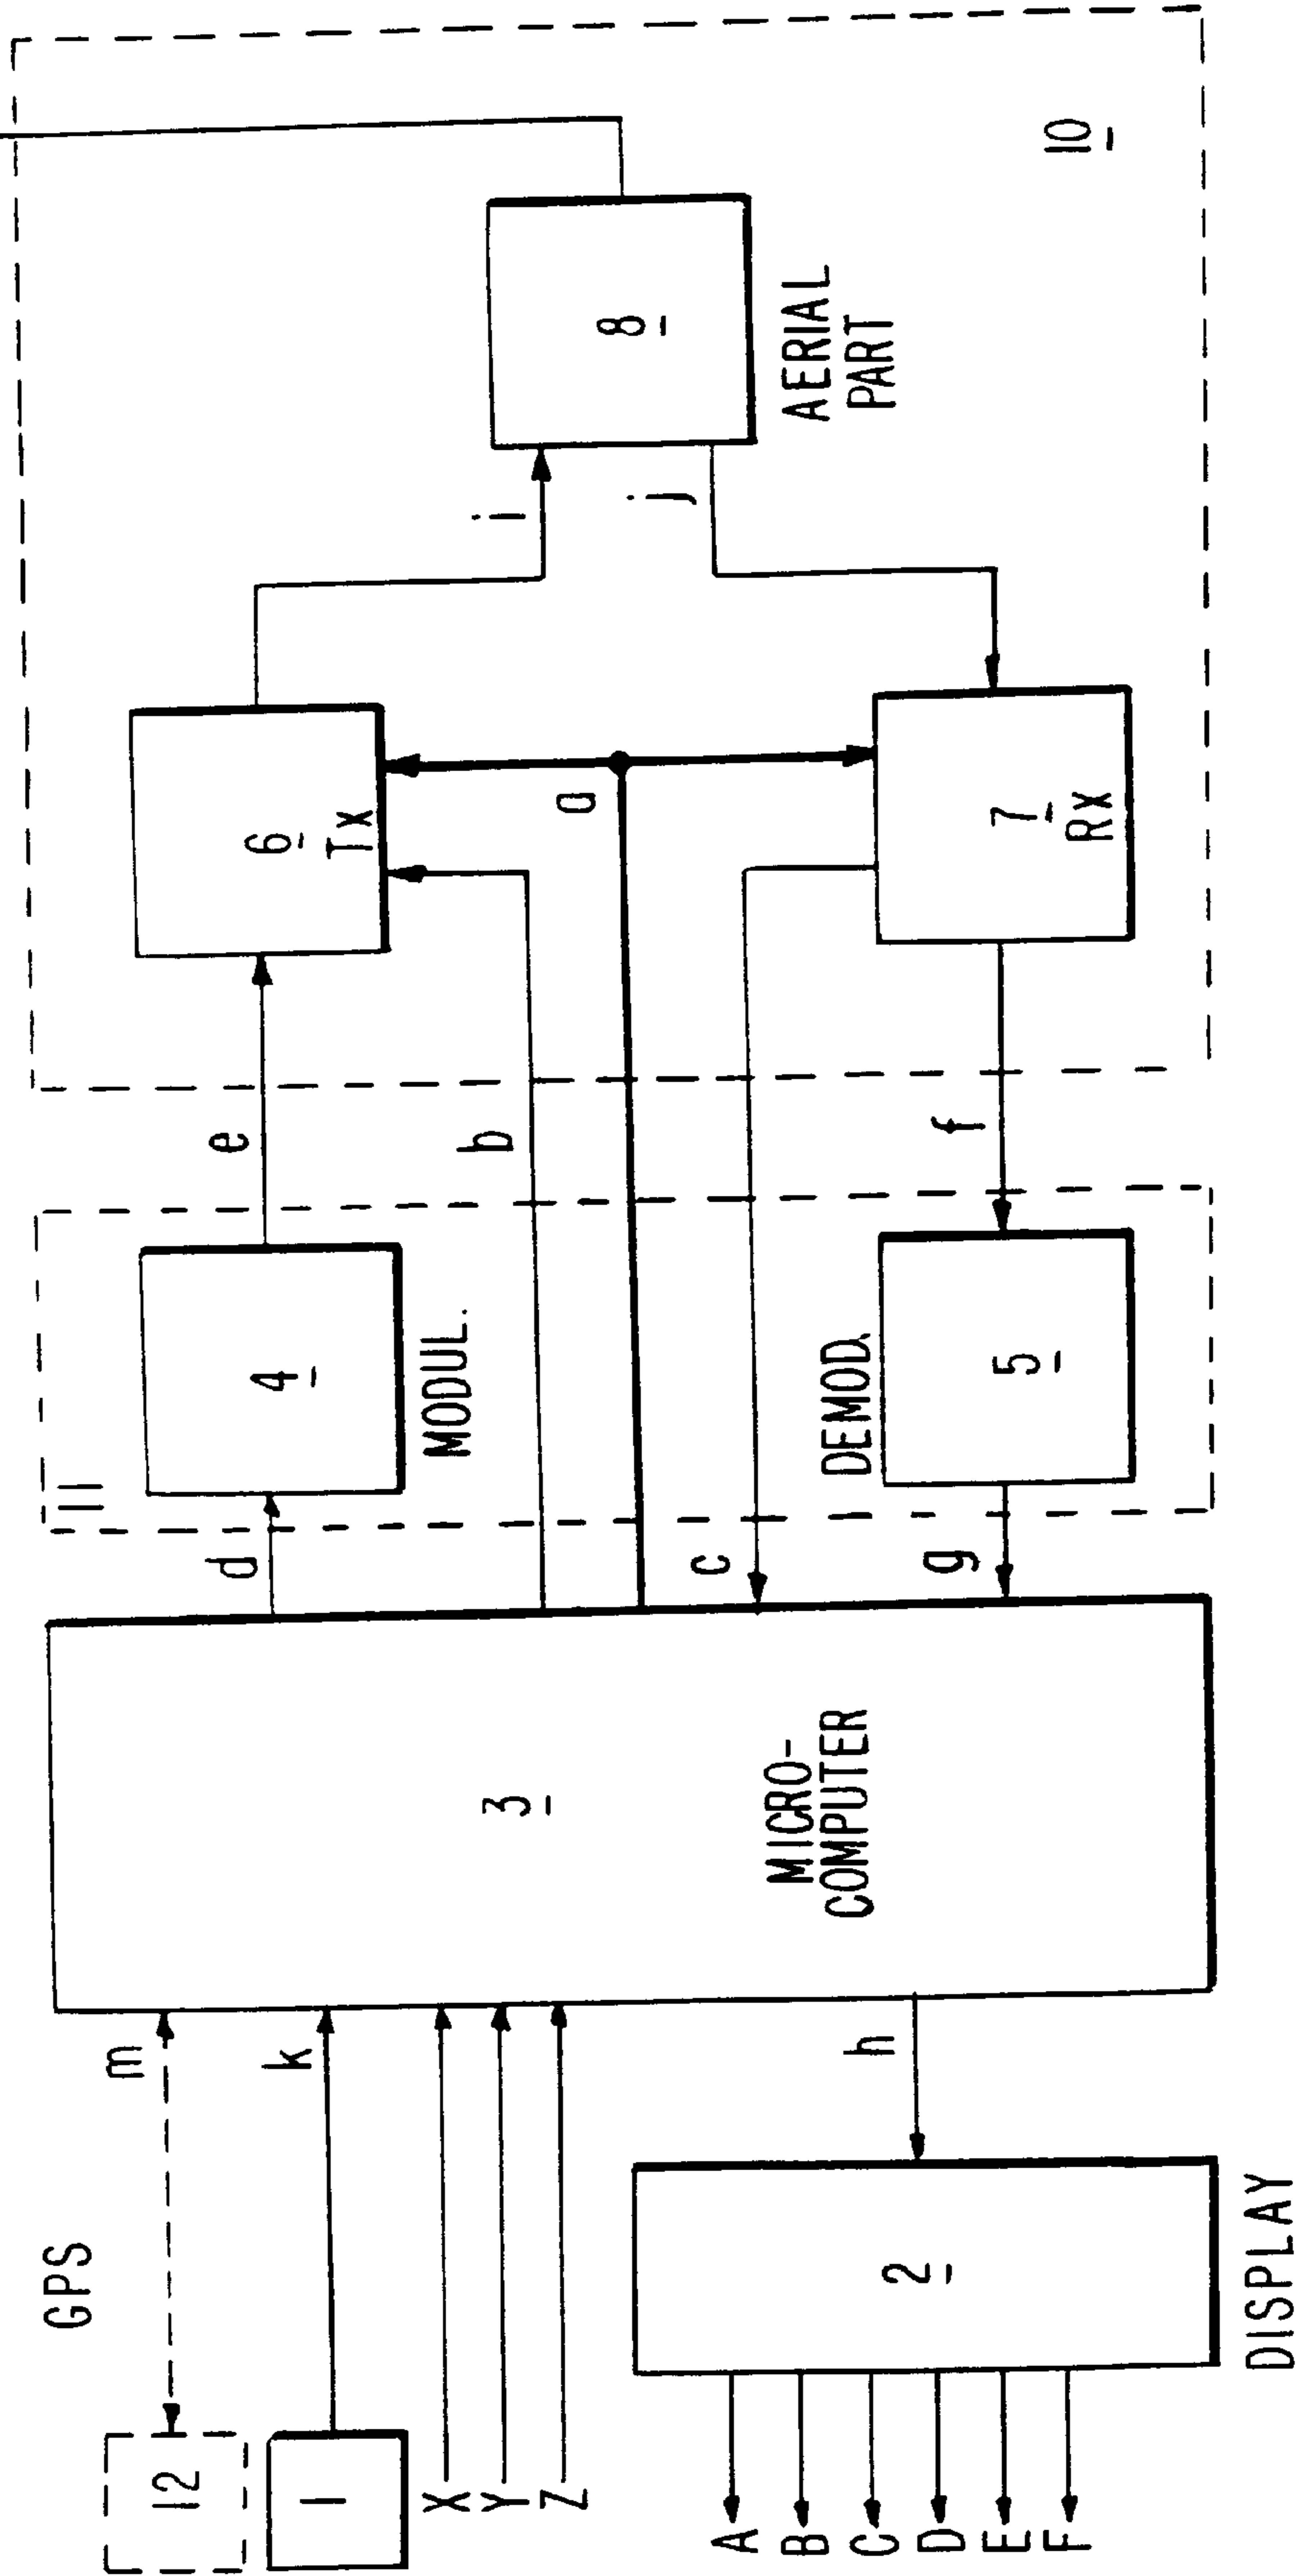 GPS
12
m
1
k
X
Y
Z
3
MICRO-
COMPUTER
h
2
DISPLAY
A
B
C
D
E
F
d
11
4
MODUL.
e
b
c
g
DEMOD.
5
f
6
Tx
a
7
Rx
i
j
8
AERIAL
PART
10